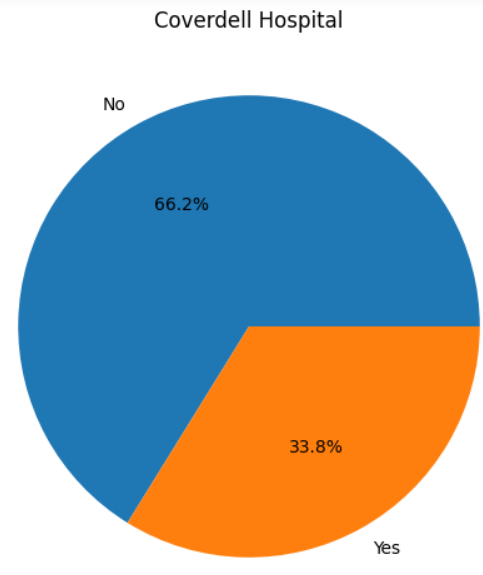 Coverdell Hospital
No
66.2%
33.8%
Yes